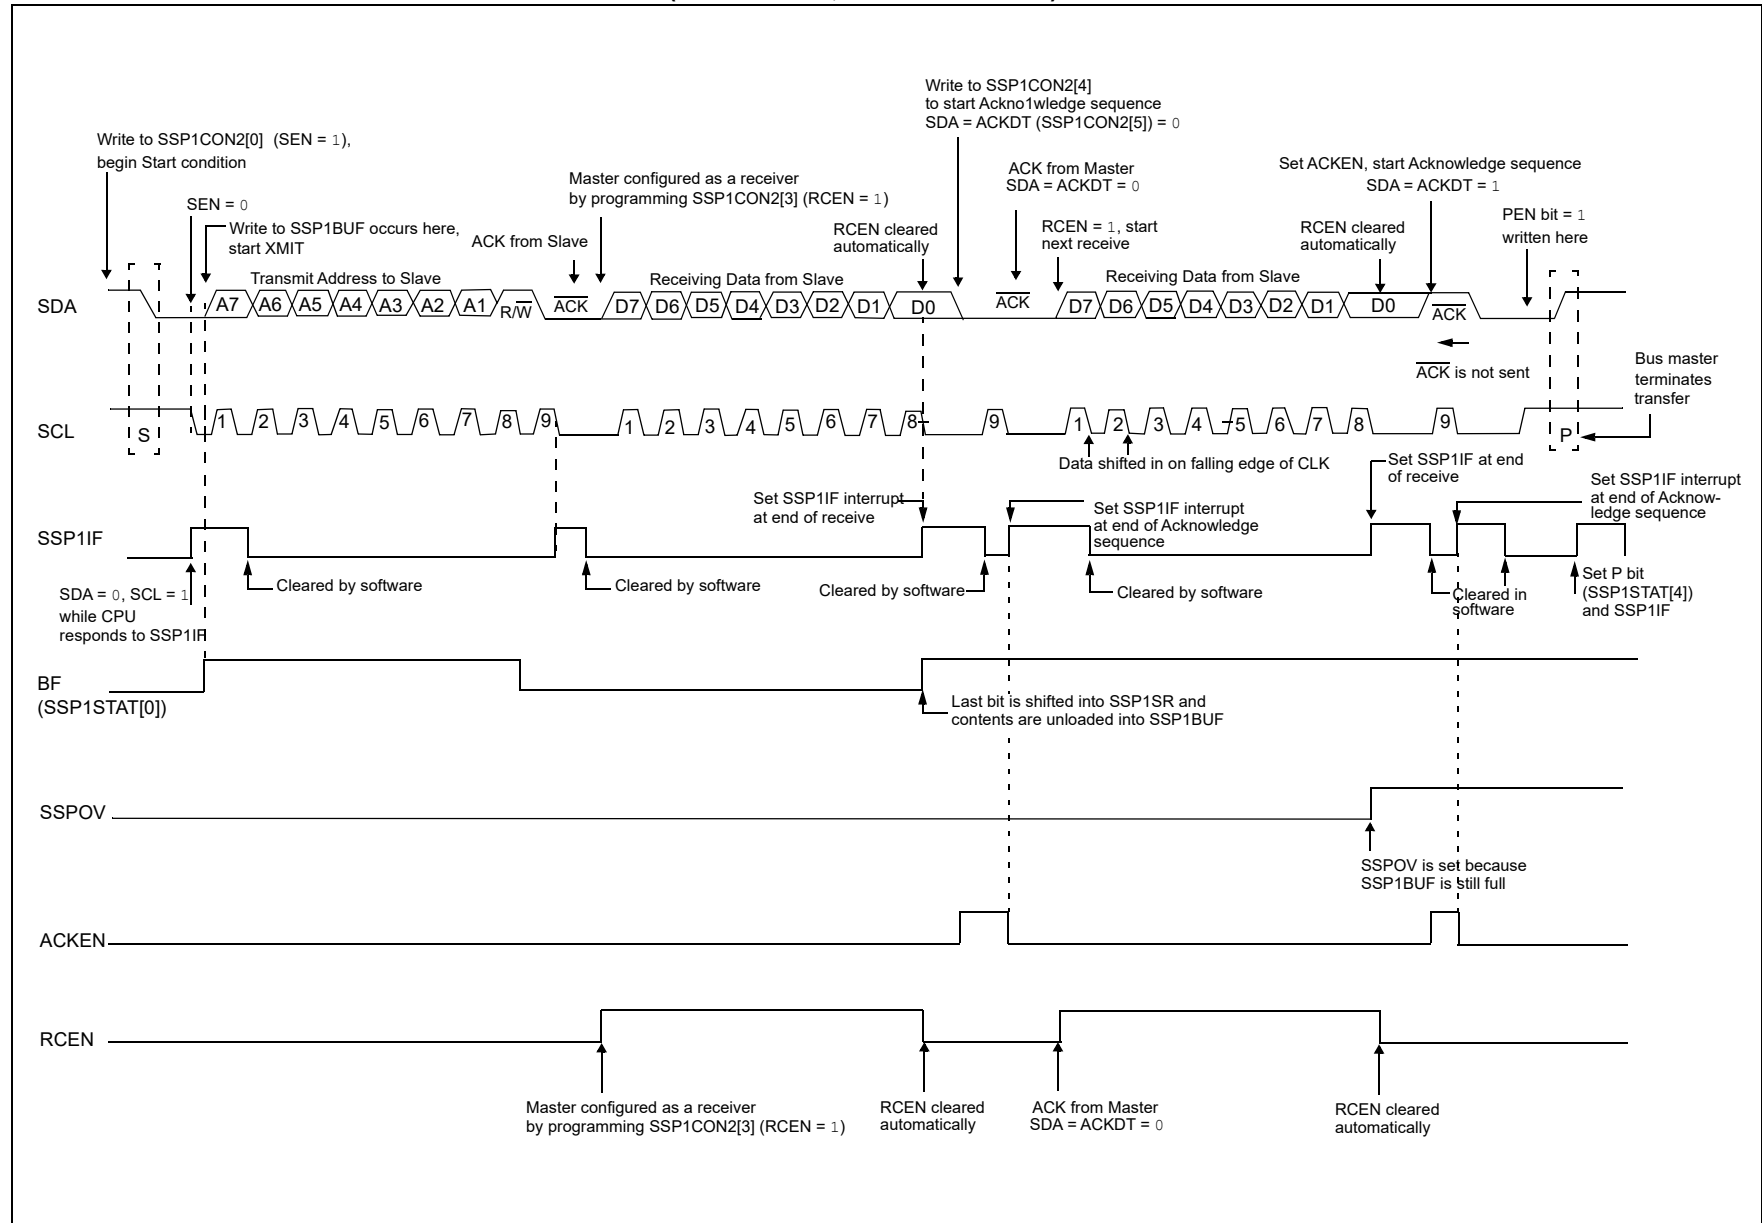 Write to SSP1CON2[4]
to start Ackno1wledge sequence
SDA = ACKDT (SSP1CON2[5]) = 0
Write to SSP1CON2[0] (SEN = 1),
begin Start condition
ACK from Master
SDA = ACKDT = 0
Set ACKEN, start Acknowledge sequence
SDA = ACKDT = 1
Master configured as a receiver
by programming SSP1CON2[3] (RCEN = 1)
SEN = 0
Write to SSP1BUF occurs here,
start XMIT
ACK from Slave
RCEN cleared
automatically
RCEN = 1, start
next receive
RCEN cleared
automatically
PEN bit = 1
written here
Transmit Address to Slave
Receiving Data from Slave
Receiving Data from Slave
SDA A7 A6 A5 A4 A3 A2 A1 R/W ACK D7 D6 D5 D4 D3 D2 D1 D0 ACK D7 D6 D5 D4 D3 D2 D1 D0 ACK
ACK is not sent
Bus master
terminates
transfer
SCL S 1 2 3 4 5 6 7 8 9 1 2 3 4 5 6 7 8 9 1 2 3 4 5 6 7 8 9 P
Data shifted in on falling edge of CLK
Set SSP1IF at end
of receive
Set SSP1IF interrupt
at end of receive
Set SSP1IF interrupt
at end of Acknowledge
sequence
Set SSP1IF interrupt
at end of Acknow-
ledge sequence
SSP1IF
SDA = 0, SCL = 1
while CPU
responds to SSP1IF
Cleared by software
Cleared by software
Cleared by software
Cleared by software
Cleared in
software
Set P bit
(SSP1STAT[4])
and SSP1IF
BF
(SSP1STAT[0])
Last bit is shifted into SSP1SR and
contents are unloaded into SSP1BUF
SSPOV
SSPOV is set because
SSP1BUF is still full
ACKEN
RCEN
Master configured as a receiver
by programming SSP1CON2[3] (RCEN = 1)
RCEN cleared
automatically
ACK from Master
SDA = ACKDT = 0
RCEN cleared
automatically